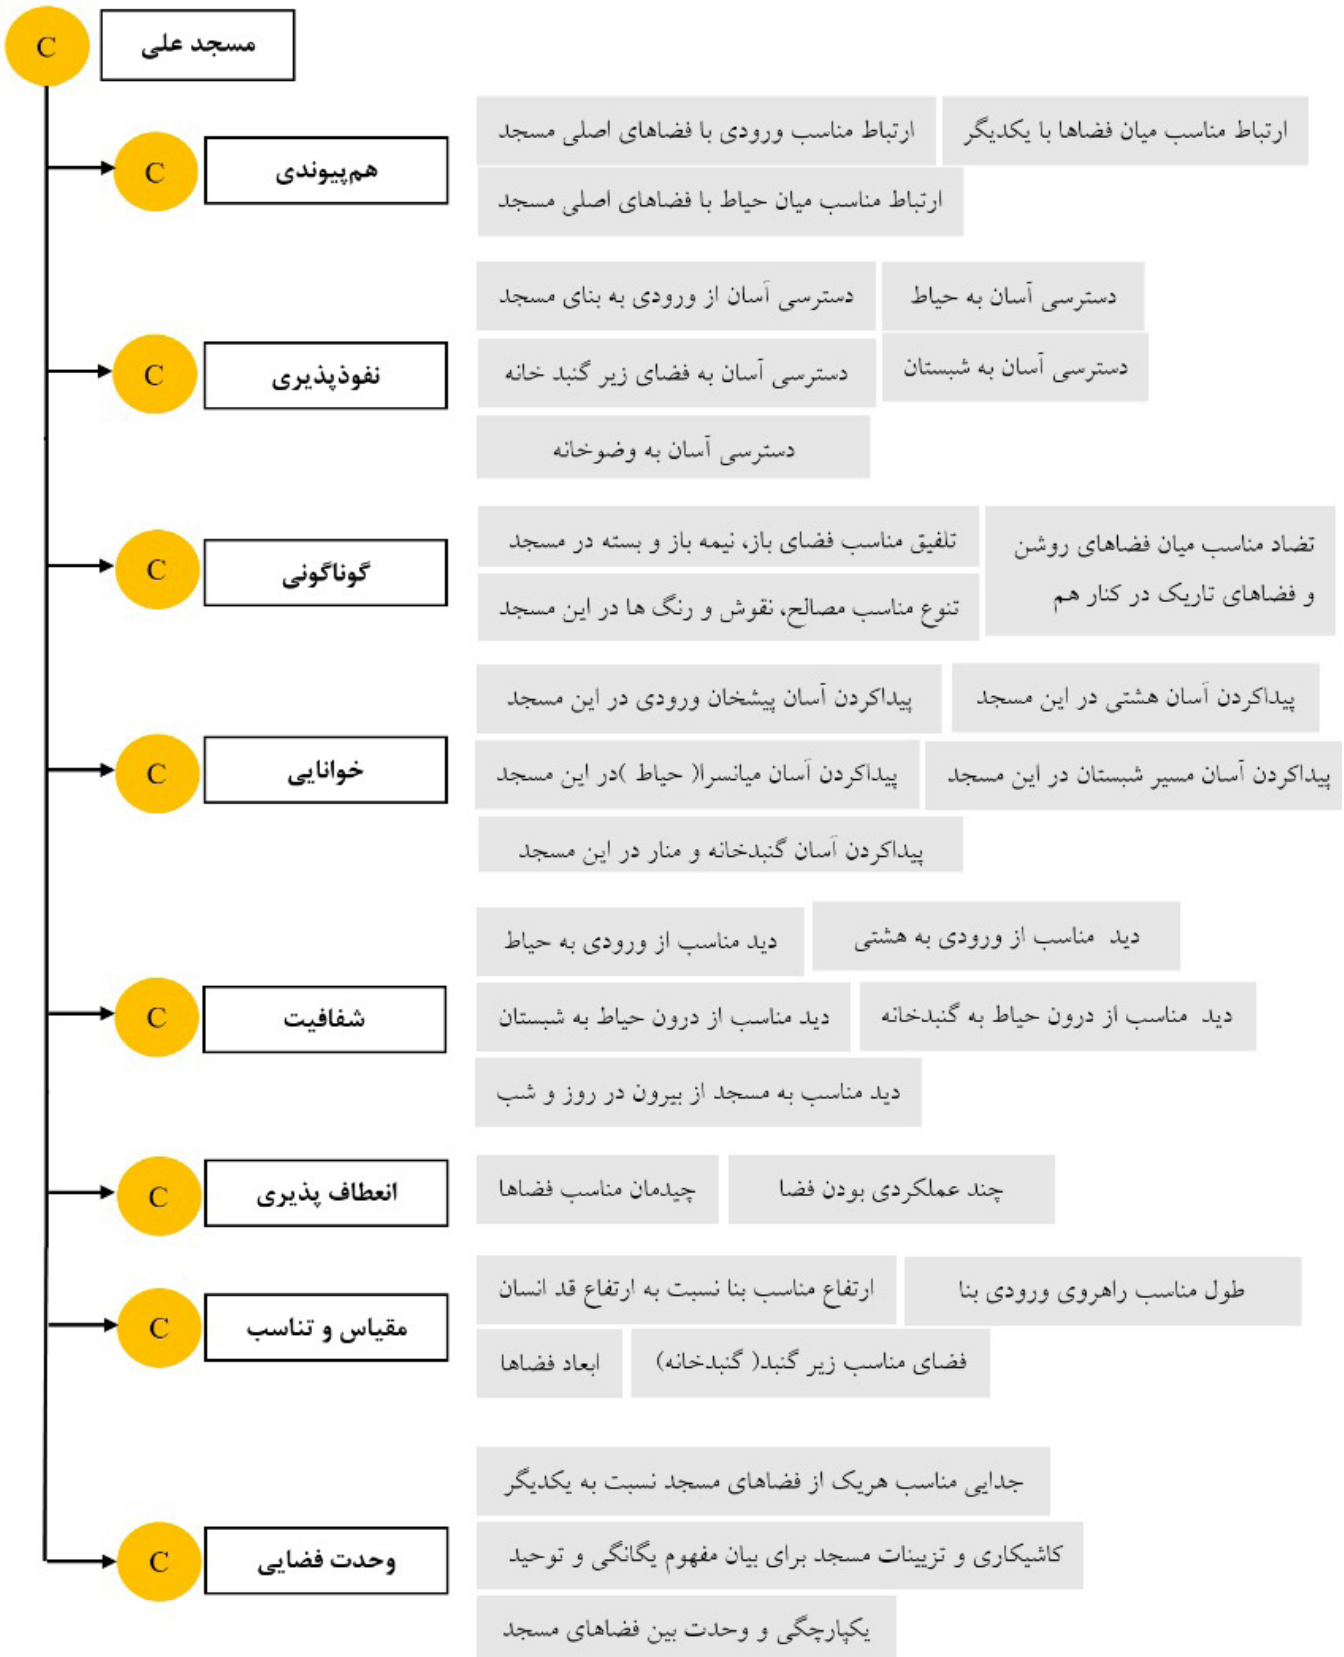 C
مسجد علی
C
هم‌پیوندی
ارتباط مناسب میان فضاها با یکدیگر
ارتباط مناسب ورودی با فضاهای اصلی مسجد
ارتباط مناسب میان حیاط با فضاهای اصلی مسجد
C
نفوذپذیری
دسترسی آسان به حیاط
دسترسی آسان از ورودی به بنای مسجد
دسترسی آسان به شبستان
دسترسی آسان به فضای زیر گنبد خانه
دسترسی آسان به وضوخانه
C
گوناگونی
تضاد مناسب میان فضاهای روشن
و فضاهای تاریک در کنار هم
تلفیق مناسب فضای باز، نیمه باز و بسته در مسجد
تنوع مناسب مصالح، نقوش و رنگ ها در این مسجد
C
خوانایی
پیداکردن آسان هشتی در این مسجد
پیداکردن آسان پیشخان ورودی در این مسجد
پیداکردن آسان مسیر شبستان در این مسجد
پیداکردن آسان میانسرا( حیاط )در این مسجد
پیداکردن آسان گنبدخانه و منار در این مسجد
C
شفافیت
دید مناسب از ورودی به هشتی
دید مناسب از ورودی به حیاط
دید مناسب از درون حیاط به گنبدخانه
دید مناسب از درون حیاط به شبستان
دید مناسب به مسجد از بیرون در روز و شب
C
انعطاف پذیری
چند عملکردی بودن فضا
چیدمان مناسب فضاها
C
مقیاس و تناسب
طول مناسب راهروی ورودی بنا
ارتفاع مناسب بنا نسبت به ارتفاع قد انسان
فضای مناسب زیر گنبد( گنبدخانه)
ابعاد فضاها
C
وحدت فضایی
جدایی مناسب هریک از فضاهای مسجد نسبت به یکدیگر
کاشیکاری و تزیینات مسجد برای بیان مفهوم یگانگی و توحید
یکپارچگی و وحدت بین فضاهای مسجد